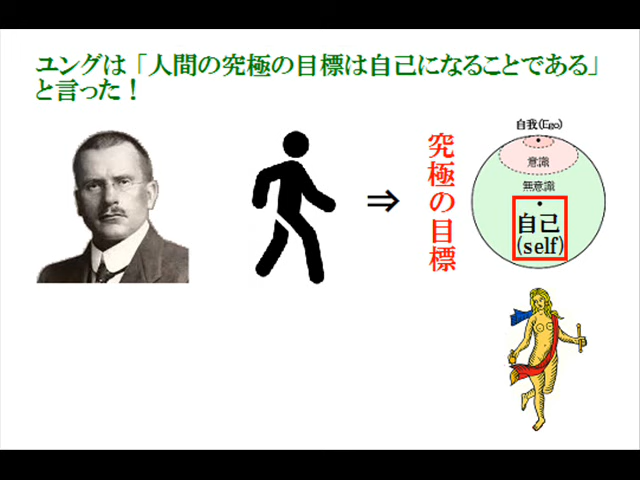 ユングは「人間の究極の目標は自己になることである」
と言った！
⇒
究極の目標
自我(Ego)
意識
無意識
自己
(self)